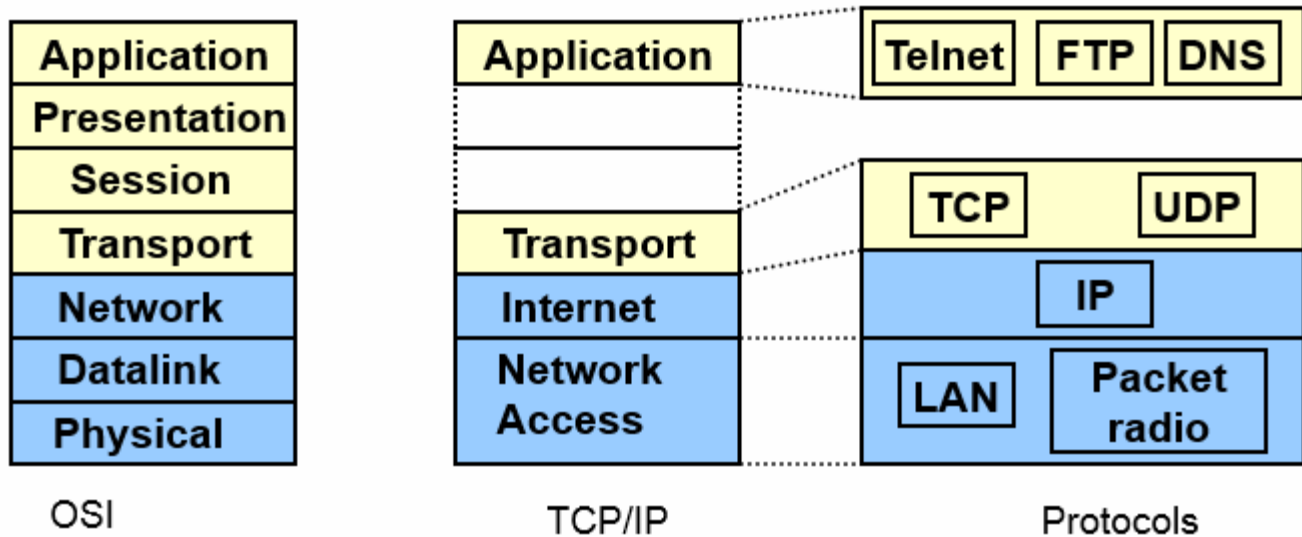 Application
Presentation
Session
Transport
Network
Datalink
Physical
OSI
Application
Transport
Internet
Network
Access
TCP/IP
Telnet FTP DNS
TCP UDP
IP
LAN
Packet
radio
Protocols